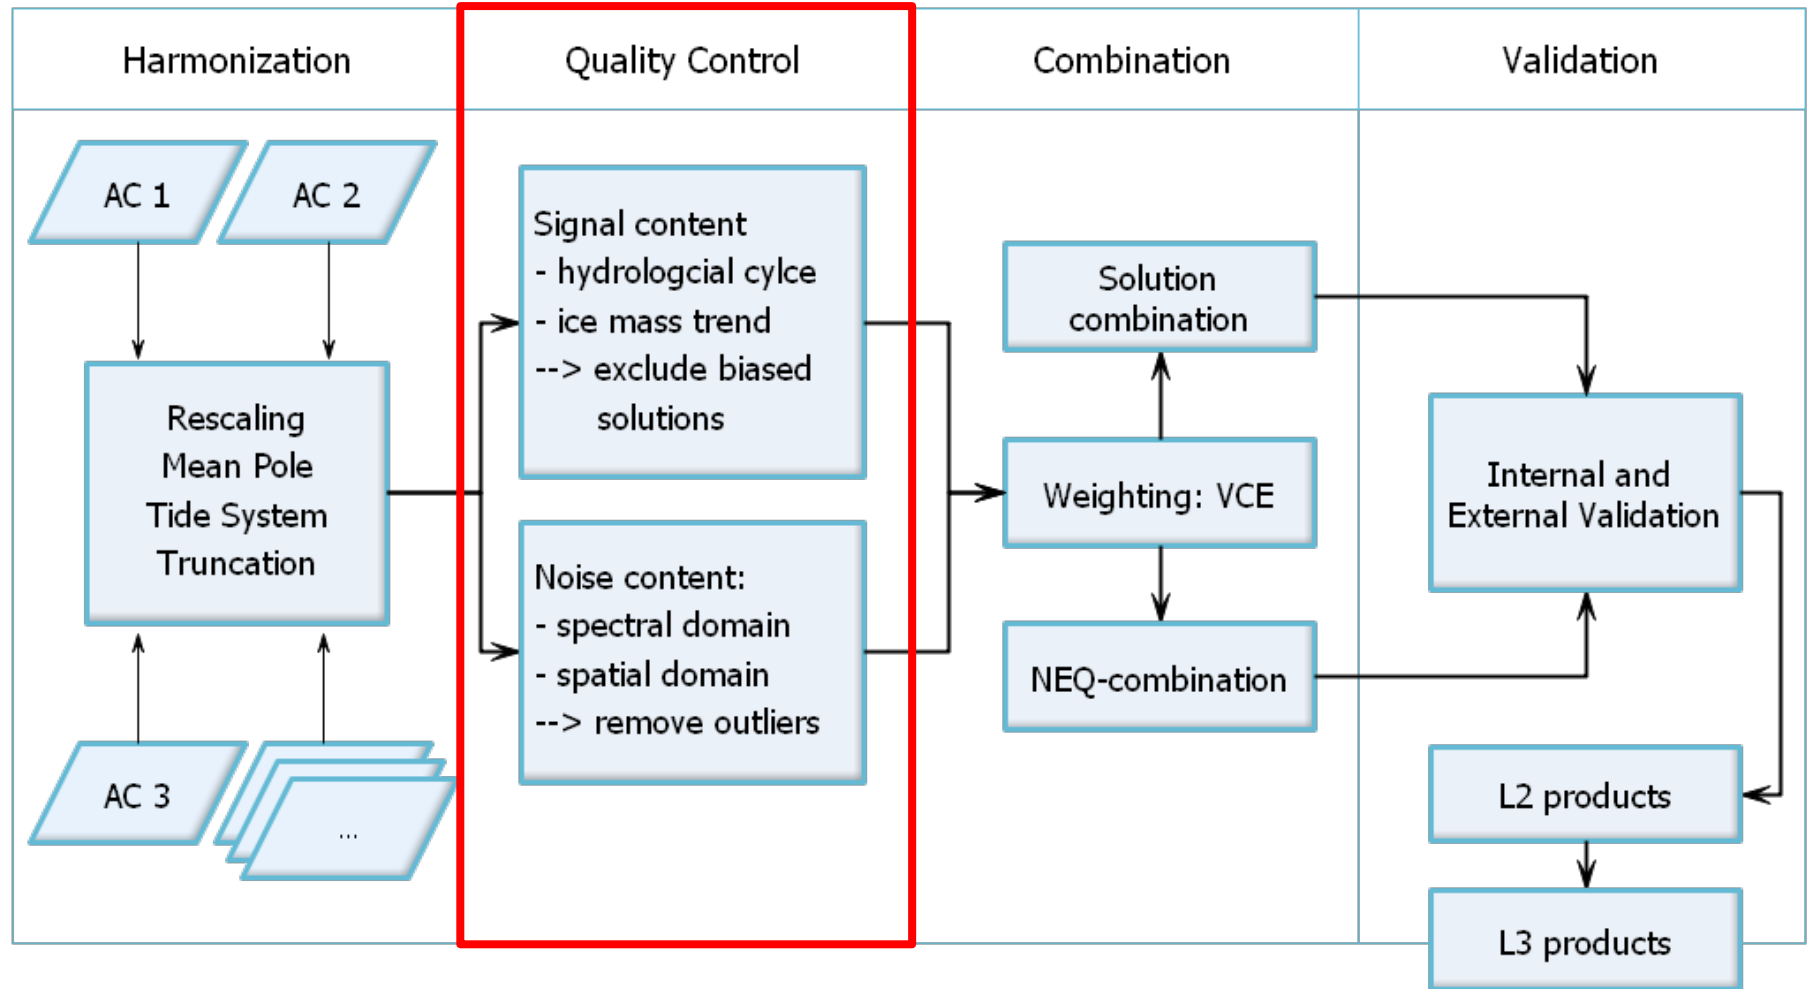 Harmonization
Quality Control
Combination
Validation
AC 1
AC 2
Rescaling
Mean Pole
Tide System
Truncation
AC 3
...
Signal content
- hydrologcial cylce
- ice mass trend
--> exclude biased
solutions
Noise content:
- spectral domain
- spatial domain
--> remove outliers
Solution
combination
Weighting: VCE
NEQ-combination
Internal and
External Validation
L2 products
L3 products